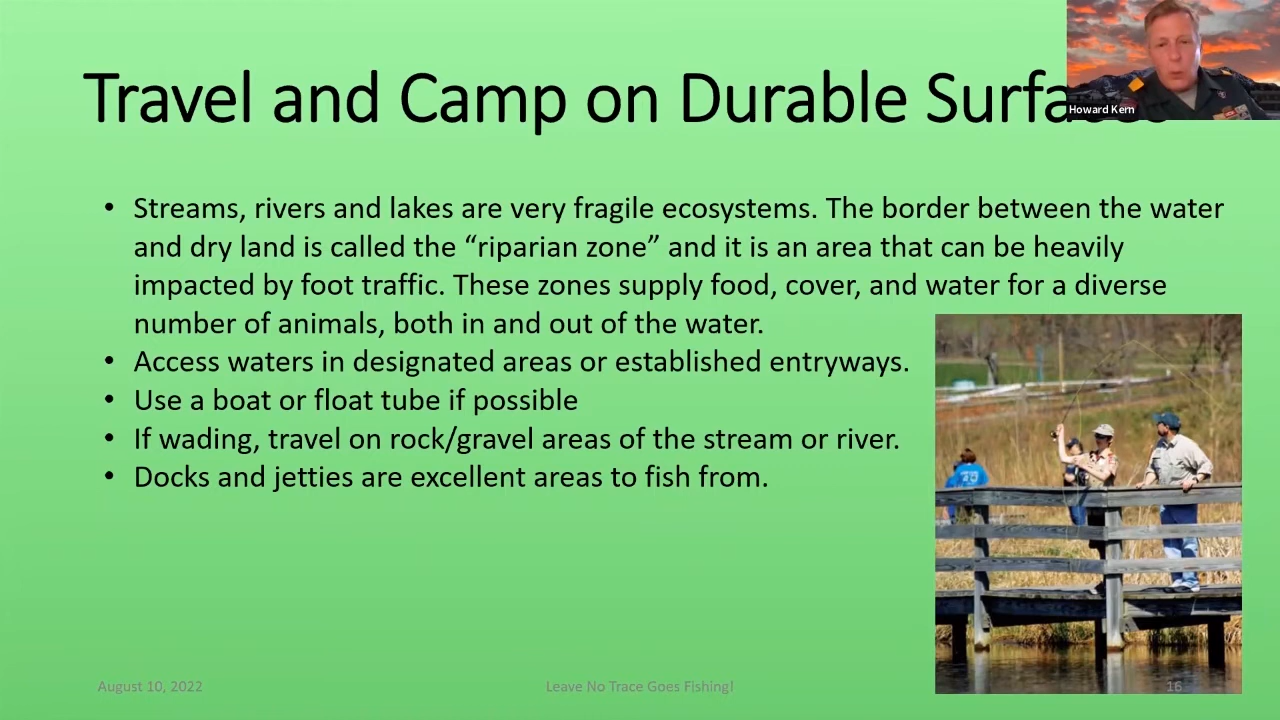 Travel and Camp on Durable
Howard Kern
• Streams, rivers and lakes are very fragile ecosystems. The border between the water
and dry land is called the “riparian zone” and it is an area that can be heavily
impacted by foot traffic. These zones supply food, cover, and water for a diverse
number of animals, both in and out of the water.
• Access waters in designated areas or established entryways.
• Use a boat or float tube if possible
• If wading, travel on rock/gravel areas of the stream or river.
• Docks and jetties are excellent areas to fish from.
August 10, 2022
Leave No Trace Goes Fishing!
16